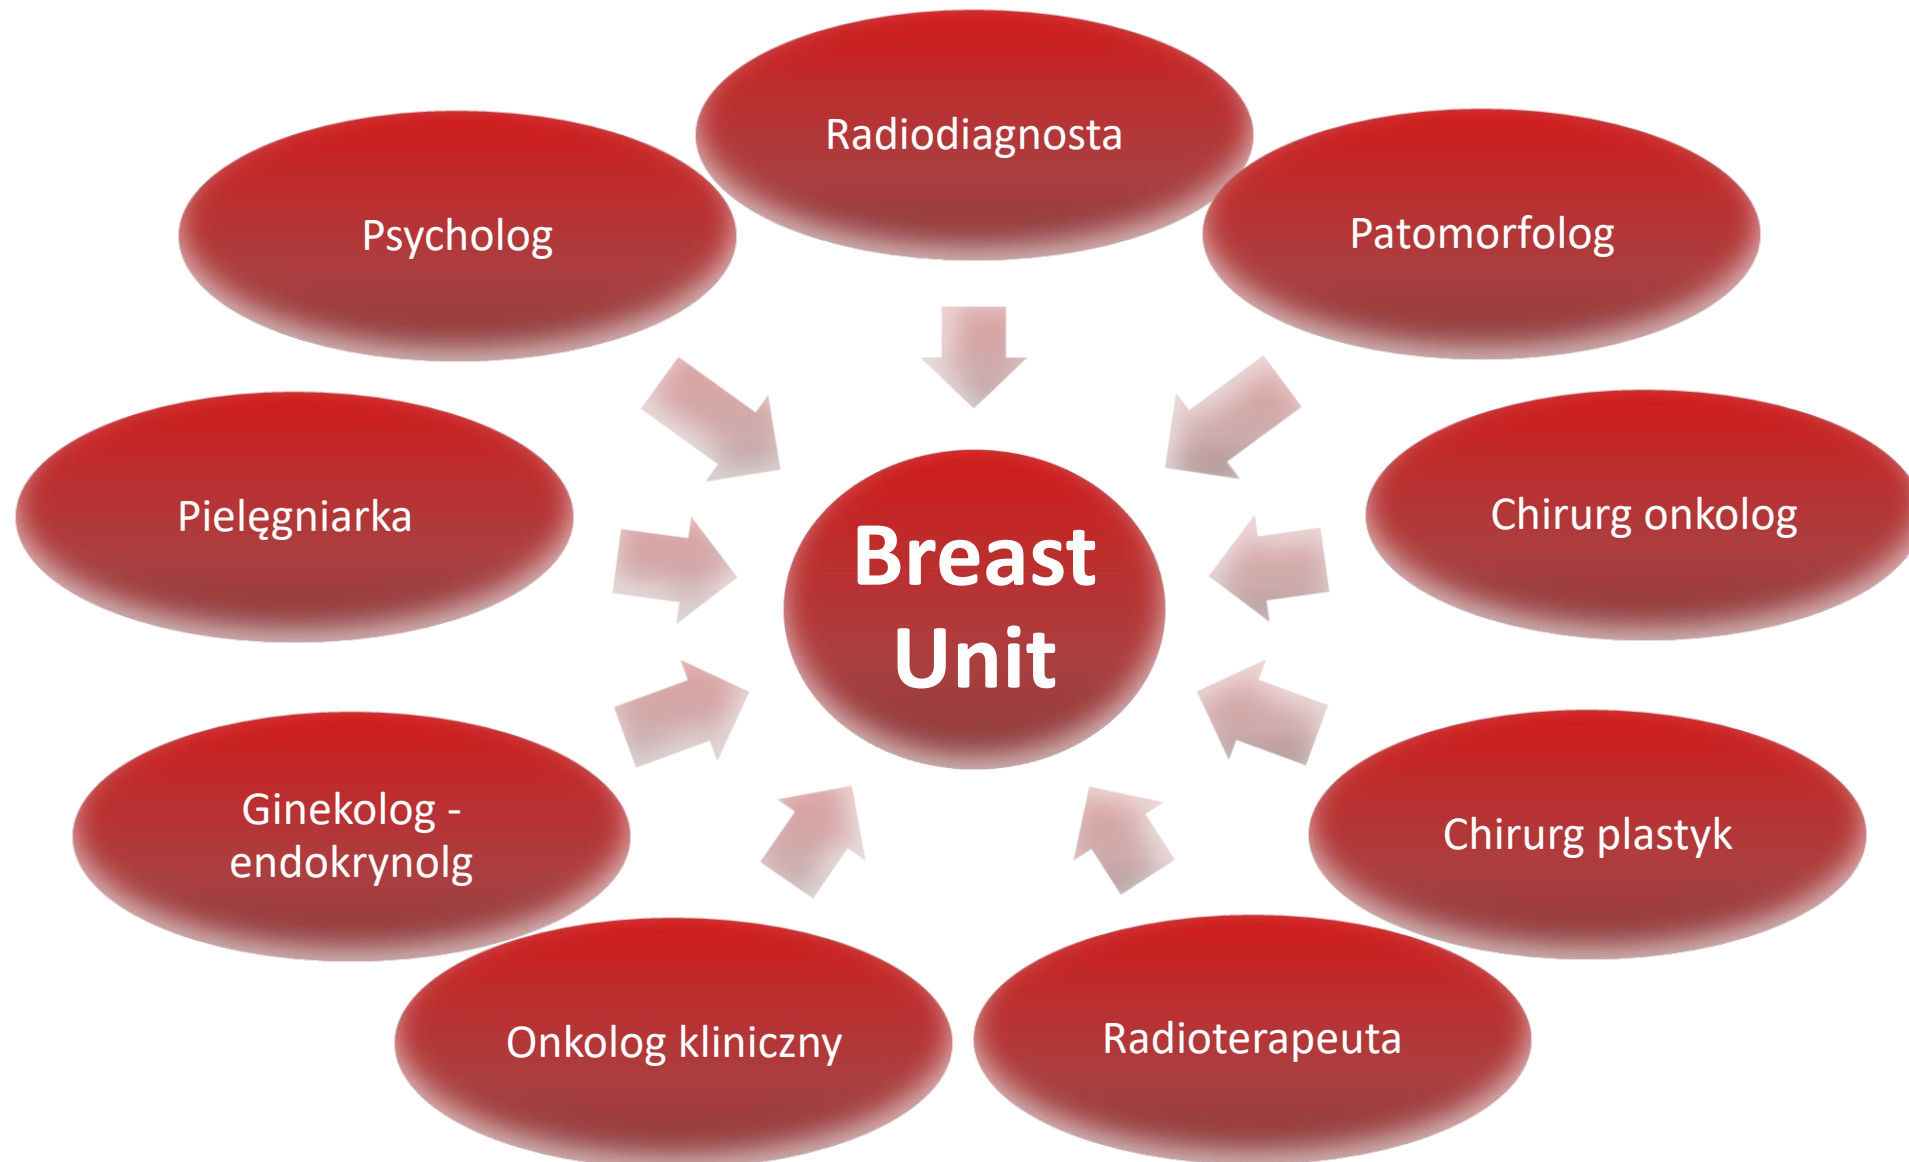 Radiodiagnosta
Psycholog
Patomorfolog
Pielęgniarka
Chirurg onkolog
Breast
Unit
Ginekolog -
endokrynolg
Chirurg plastyk
Onkolog kliniczny
Radioterapeuta